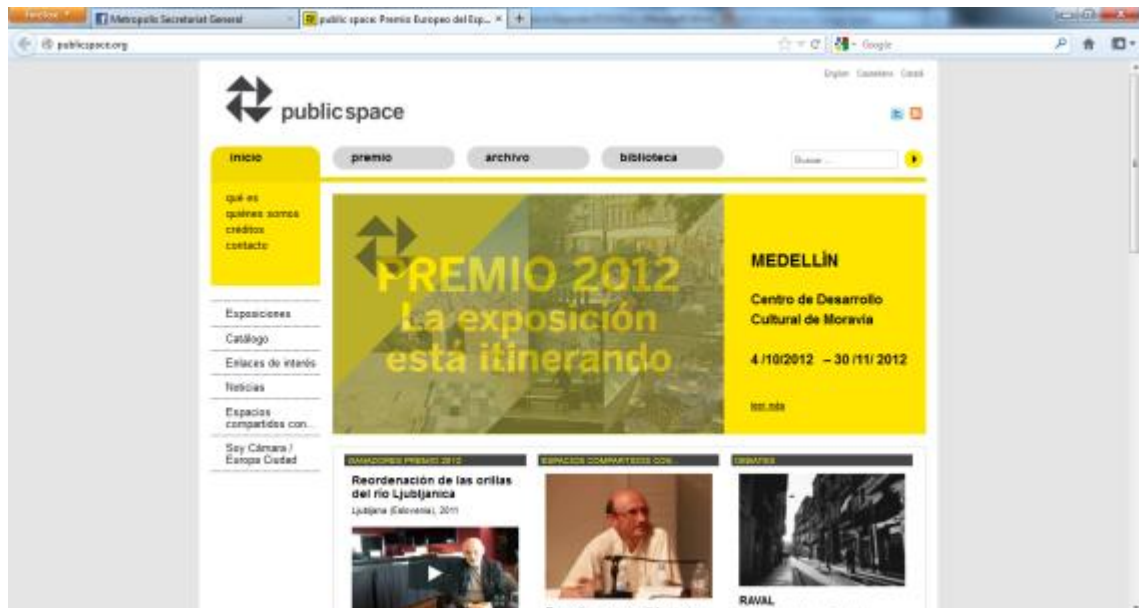 Metropolis Secretariat General
public space: Premio Europeo del Esp...
publicspace.org
Google
English Castellano Català
public space
inicio
premio
archivo
biblioteca
Buscar ...
qué es
quiénes somos
créditos
contacto
PREMIO 2012
La exposición
está itinerando
MEDELLÌN
Centro de Desarrollo
Cultural de Moravia
4 /10/2012 – 30 /11/ 2012
leer más
Exposiciones
Catálogo
Enlaces de interés
Noticias
Espacios
compartidos con...
Soy Cámara /
Europa Ciudad
GANADORES PREMIO 2012
Reordenación de las orillas
del río Ljubljanica
Ljubljana (Eslovenia), 2011
ESPACIOS COMPARTIDOS CON...
DEBATES
RAVAL